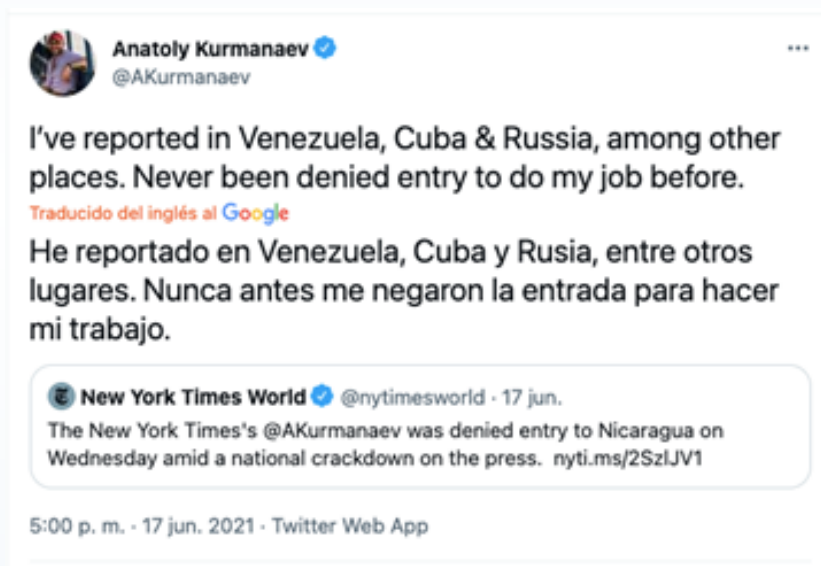 Anatoly Kurmanaev
@AKurmanaev
I've reported in Venezuela, Cuba & Russia, among other
places. Never been denied entry to do my job before.
Traducido del inglés al Google
He reportado en Venezuela, Cuba y Rusia, entre otros
lugares. Nunca antes me negaron la entrada para hacer
mi trabajo.
New York Times World @nytimesworld · 17 jun.
The New York Times's @AKurmanaev was denied entry to Nicaragua on
Wednesday amid a national crackdown on the press. nyti.ms/2SzlJV1
5:00 p. m. · 17 jun. 2021 · Twitter Web App